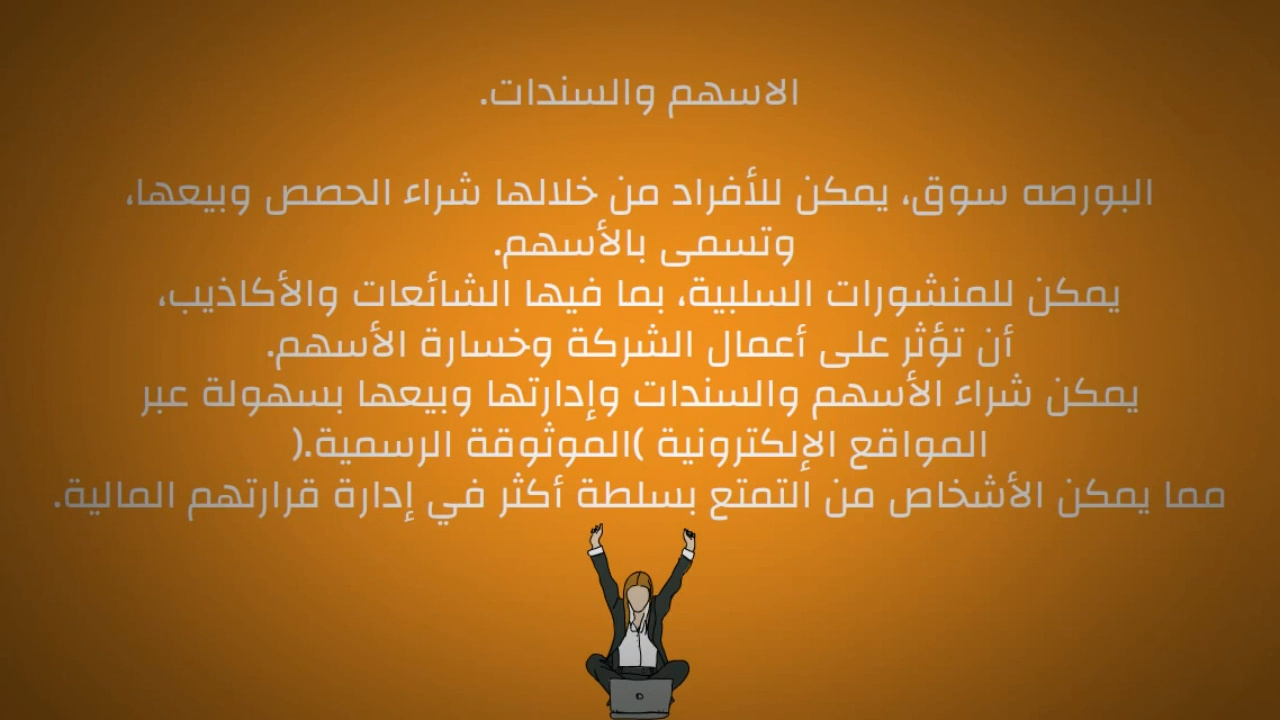 الاسهم والسندات.
البورصه سوق، يمكن للأفراد من خلالها شراء الحصص وبيعها،
وتسمى بالأسهم.
يمكن للمنشورات السلبية، بما فيها الشائعات والأكاذيب،
أن تؤثر على أعمال الشركة وخسارة الأسهم.
يمكن شراء الأسهم والسندات وإدارتها وبيعها بسهولة عبر
المواقع الإلكترونية )الموثوقة الرسمية.(
مما يمكن الأشخاص من التمتع بسلطة أكثر في إدارة قرارتهم المالية.